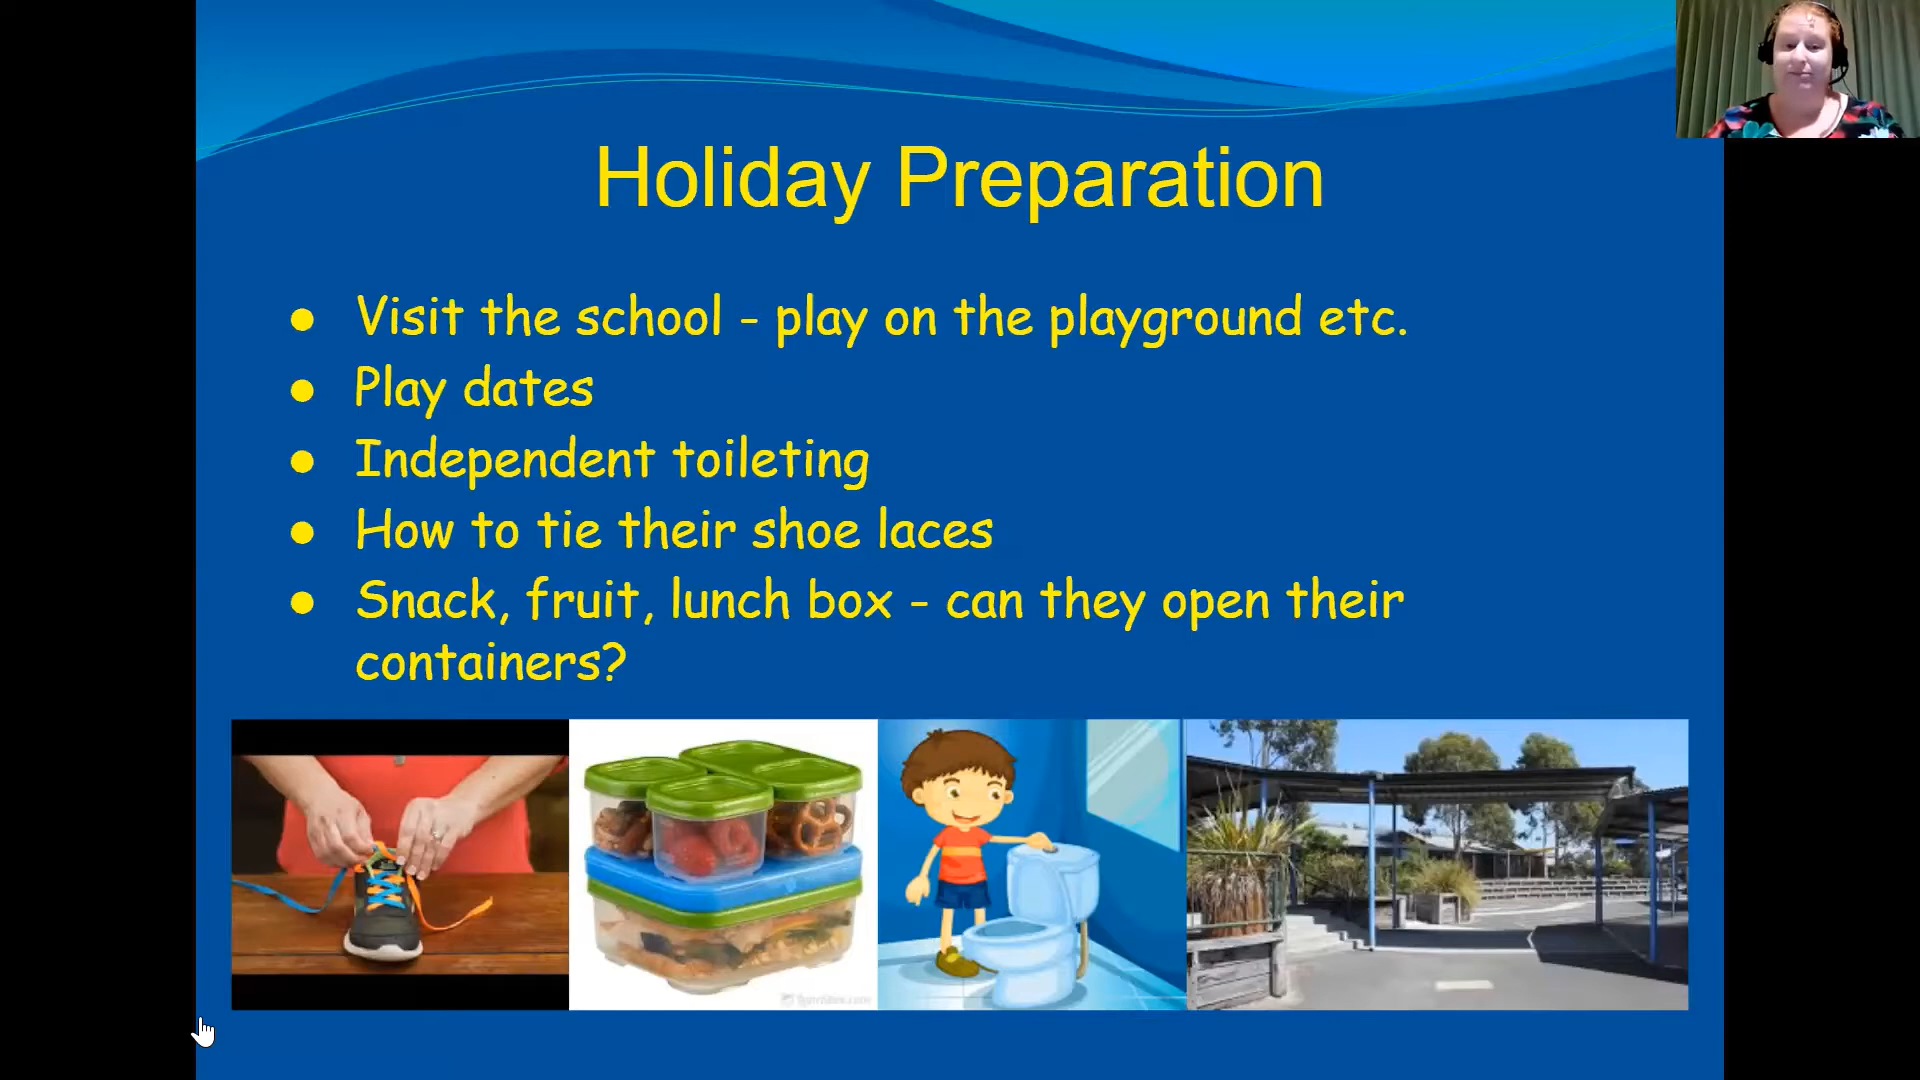 Holiday Preparation
● Visit the school - play on the playground etc.
● Play dates
● Independent toileting
● How to tie their shoe laces
● Snack, fruit, lunch box - can they open their
containers?